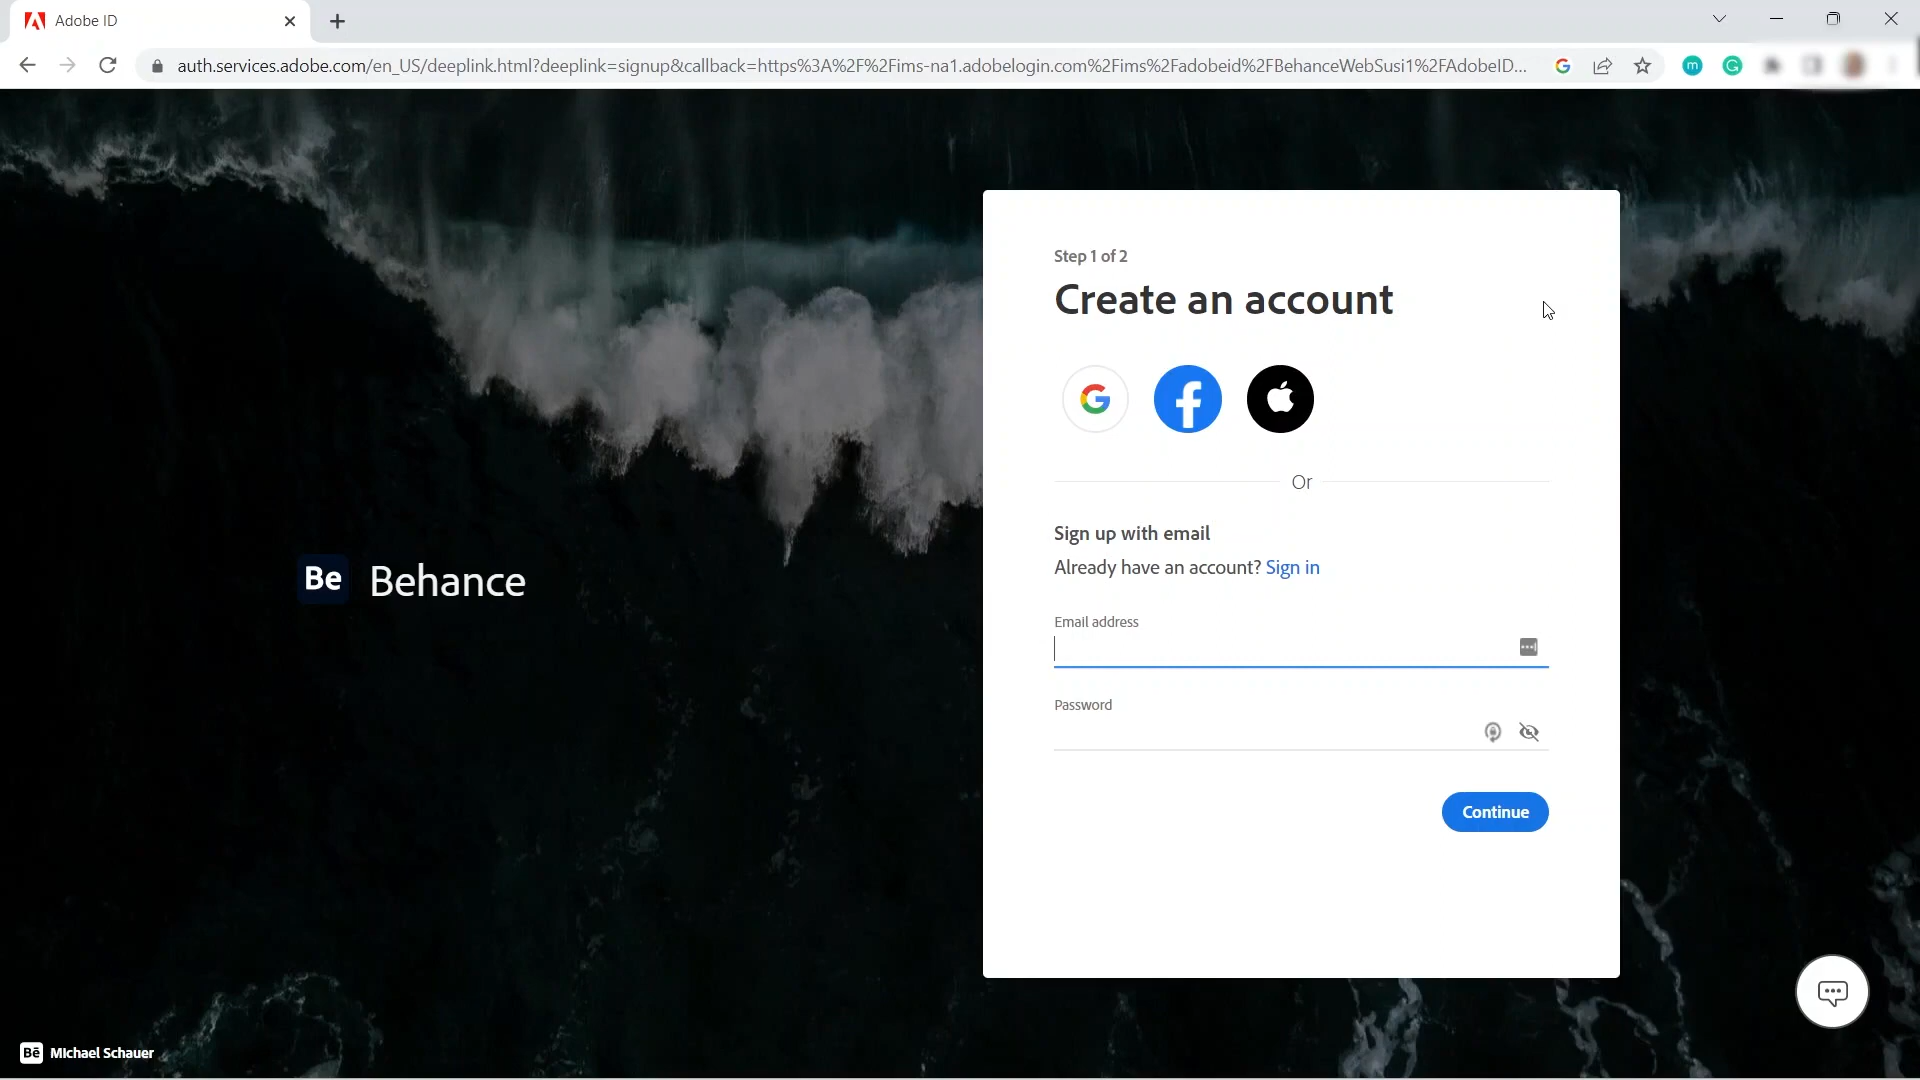 Adobe ID
auth.services.adobe.com/en_US/deeplink.html?deeplink=signup&callback=https%3A%2F%2Fims-na1.adobelogin.com%2Fims%2Fadobeid%2FBehanceWebSusi1%2FAdobeID...
Step 1 of 2
Create an account
Or
Sign up with email
Already have an account? Sign in
Be Behance
Email address
Password
Continue
Bē Michael Schauer